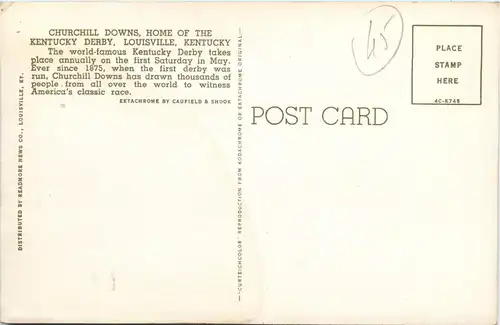 CHURCHILL DOWNS, HOME OF THE
KENTUCKY DERBY, LOUISVILLE, KENTUCKY
The world-famous Kentucky Derby takes
place annually on the first Saturday in May.
Ever since 1875, when the first derby was
run, Churchill Downs has drawn thousands of
people from all over the world to witness
America's classic race.
EKTACHROME BY CAUFIELD & SHOOK
DISTRIBUTED BY READMORE NEWS CO., LOUISVILLE, KY.
—"CURTEICHCOLOR" REPRODUCTION FROM KODACHROME OR EKTACHROME ORIGINAL—
POST CARD
45
PLACE
STAMP
HERE
4C-K748